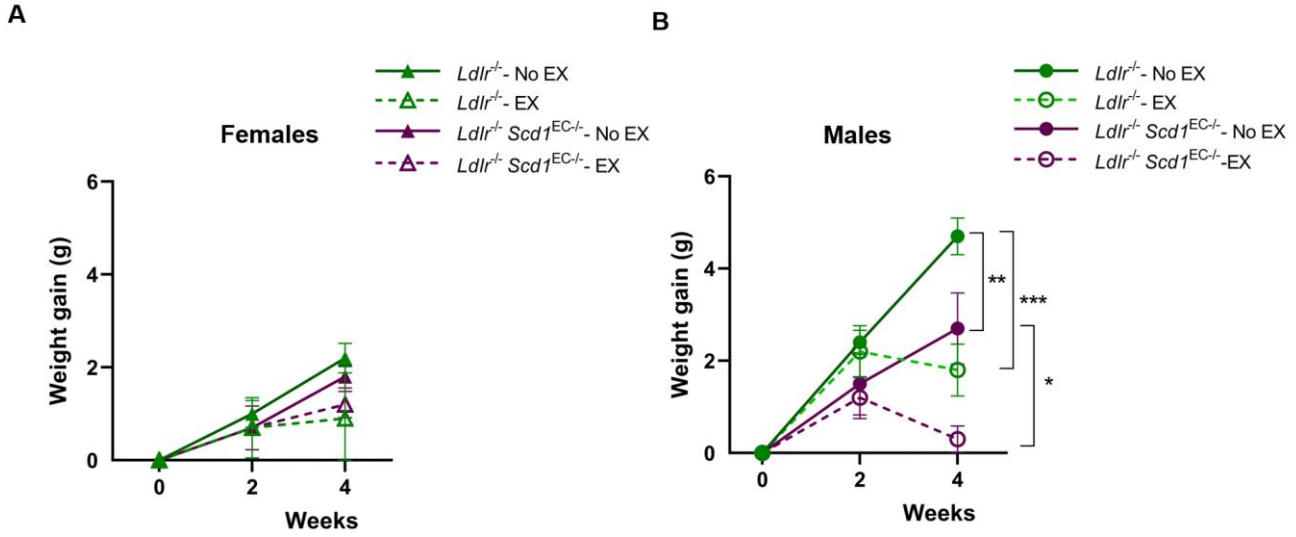 A
Ldlr-/-- No EX
Ldlr-/-- EX
Ldlr-/- Scd1EC-/-- No EX
Ldlr-/- Scd1EC-/-- EX
Females
6
4
2
0
Weight gain (g)
0 2 4
Weeks
B
Ldlr-/-- No EX
Ldlr-/-- EX
Ldlr-/- Scd1EC-/-- No EX
Ldlr-/- Scd1EC-/--EX
Males
6
4
2
0
Weight gain (g)
**
***
*
0 2 4
Weeks